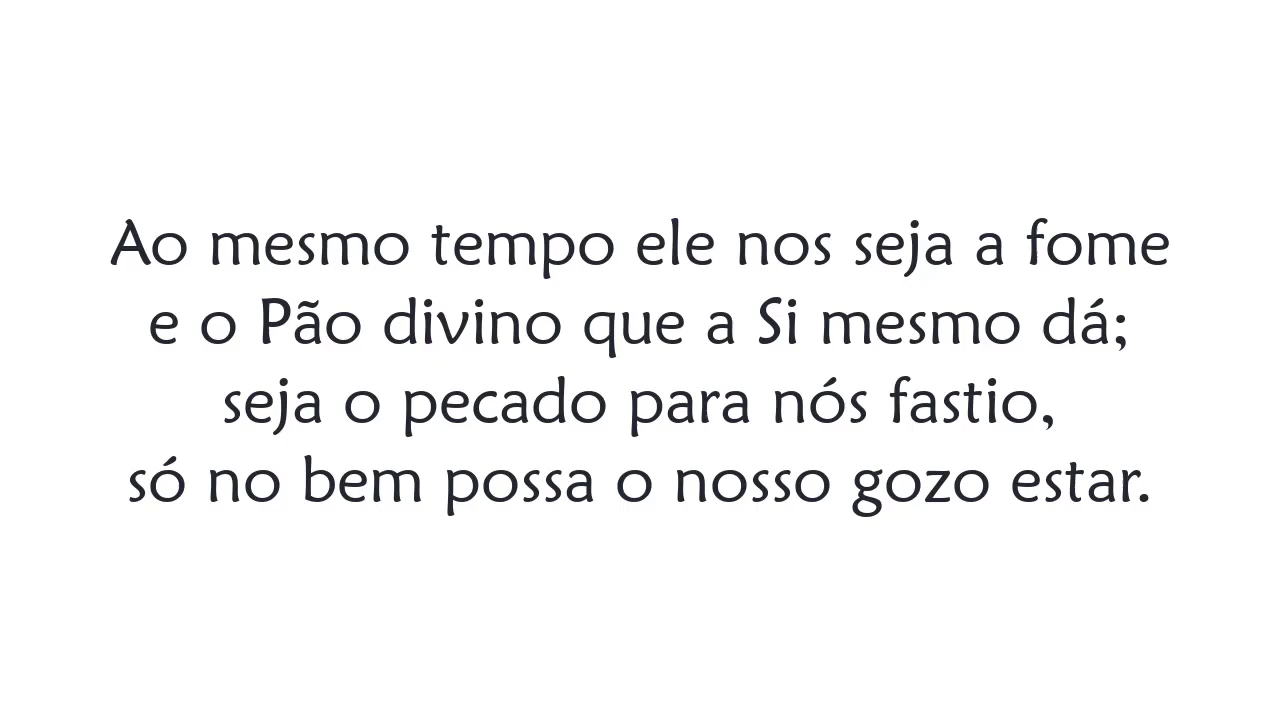 Ao mesmo tempo ele nos seja a fome
e o Pão divino que a Si mesmo dá;
seja o pecado para nós fastio,
só no bem possa o nosso gozo estar.